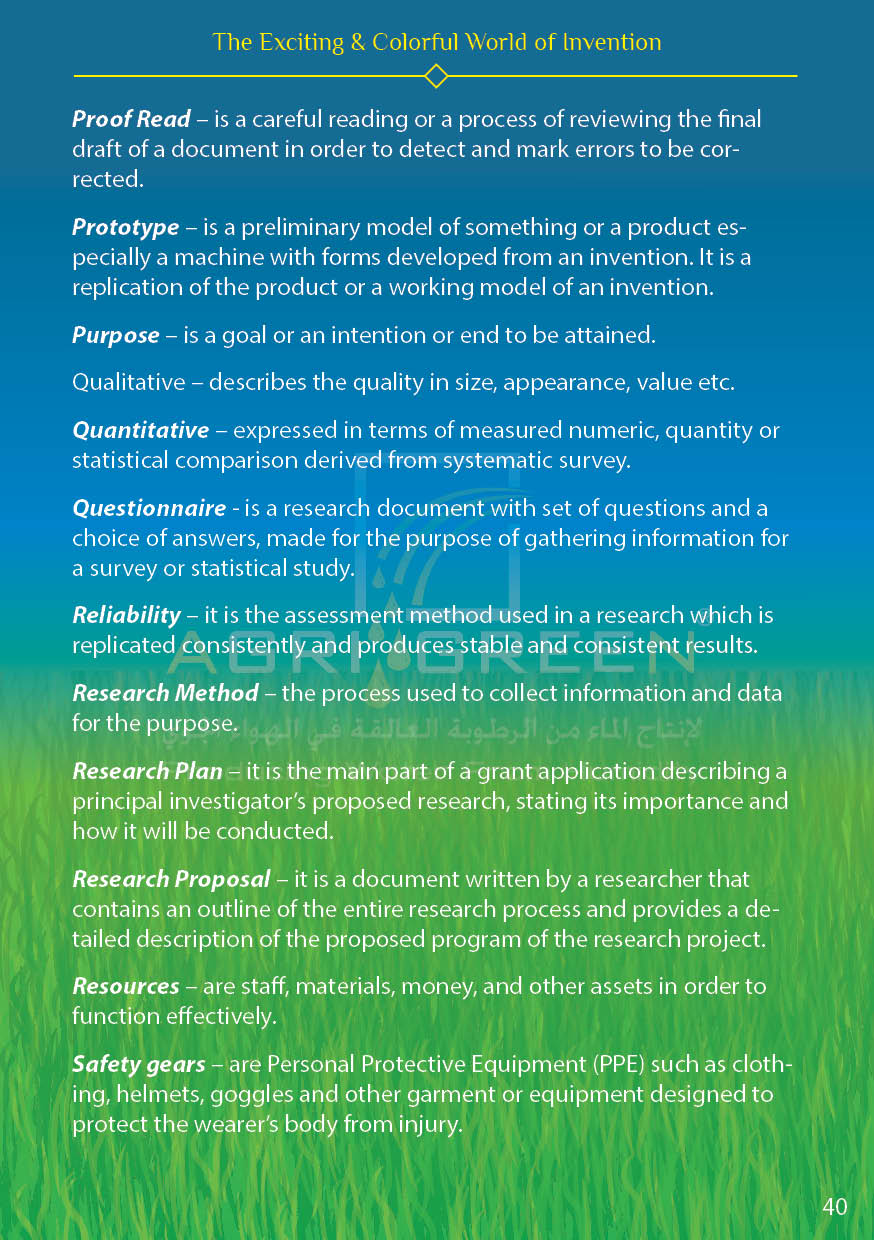 The Exciting & Colorful World of Invention
Proof Read – is a careful reading or a process of reviewing the final
draft of a document in order to detect and mark errors to be cor-
rected.
Prototype – is a preliminary model of something or a product es-
pecially a machine with forms developed from an invention. It is a
replication of the product or a working model of an invention.
Purpose – is a goal or an intention or end to be attained.
Qualitative – describes the quality in size, appearance, value etc.
Quantitative – expressed in terms of measured numeric, quantity or
statistical comparison derived from systematic survey.
Questionnaire - is a research document with set of questions and a
choice of answers, made for the purpose of gathering information for
a survey or statistical study.
Reliability – it is the assessment method used in a research which is
replicated consistently and produces stable and consistent results.
AGRI GREEN
Research Method – the process used to collect information and data
for the purpose.
لإنتاج الماء من الرطوبة العالقة في الهواء الجوي
Research Plan – it is the main part of a grant application describing a
principal investigator’s proposed research, stating its importance and
how it will be conducted.
Research Proposal – it is a document written by a researcher that
contains an outline of the entire research process and provides a de-
tailed description of the proposed program of the research project.
Resources – are staff, materials, money, and other assets in order to
function effectively.
Safety gears – are Personal Protective Equipment (PPE) such as cloth-
ing, helmets, goggles and other garment or equipment designed to
protect the wearer’s body from injury.
40